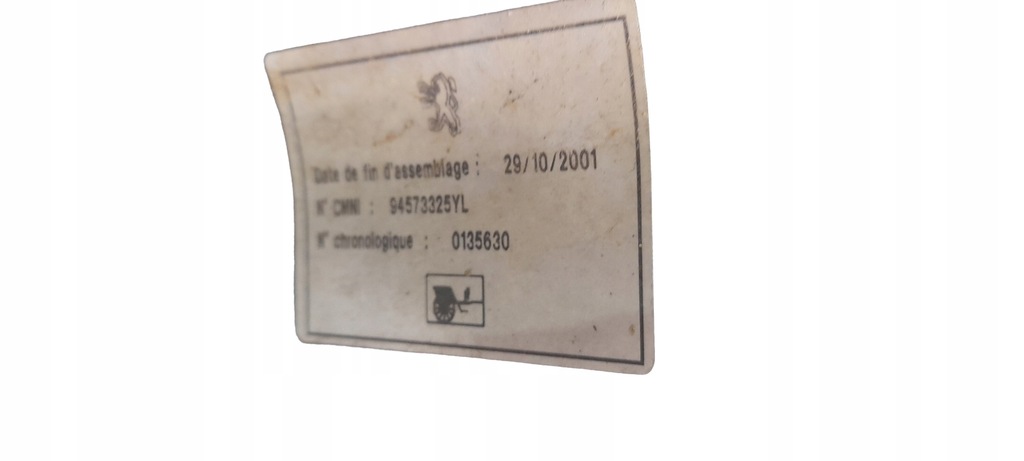 Date de fin d'assemblage : 29/10/2001
N° CMNI : 94573325YL
N° chronologique : 0135630